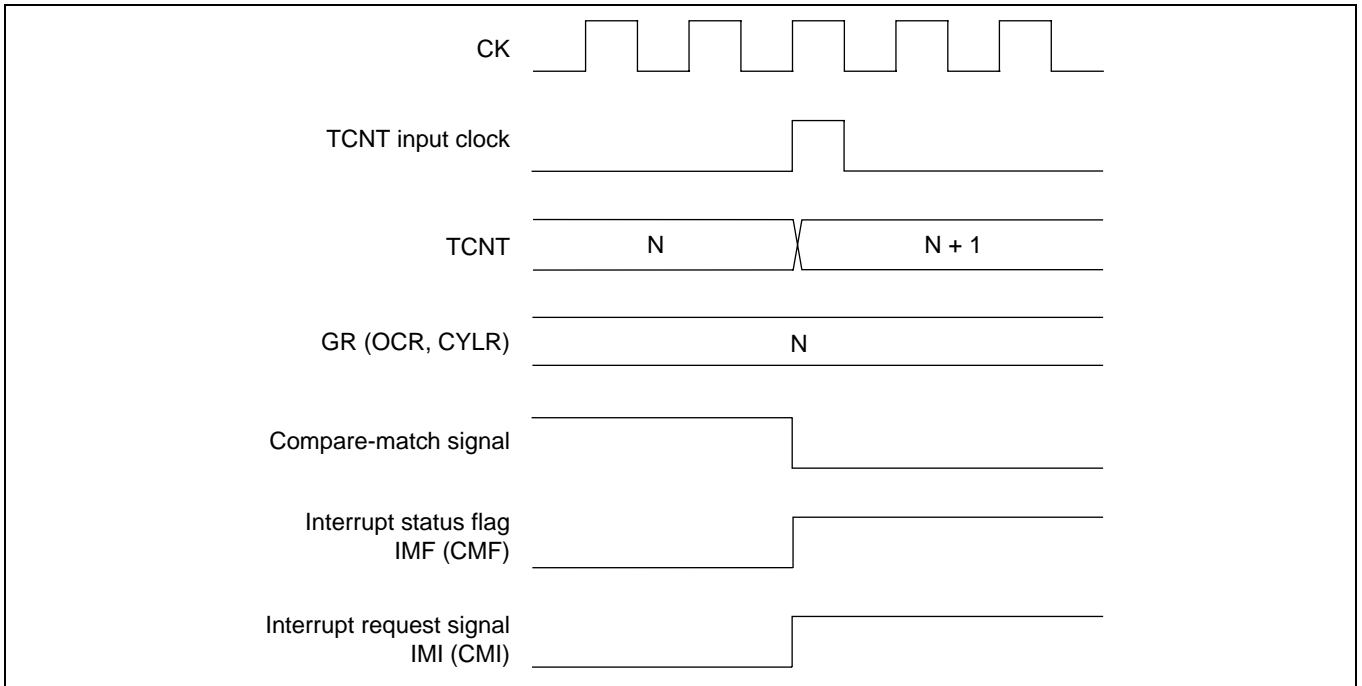 CK
TCNT input clock
TCNT
N
N + 1
GR (OCR, CYLR)
N
Compare-match signal
Interrupt status flag
IMF (CMF)
Interrupt request signal
IMI (CMI)